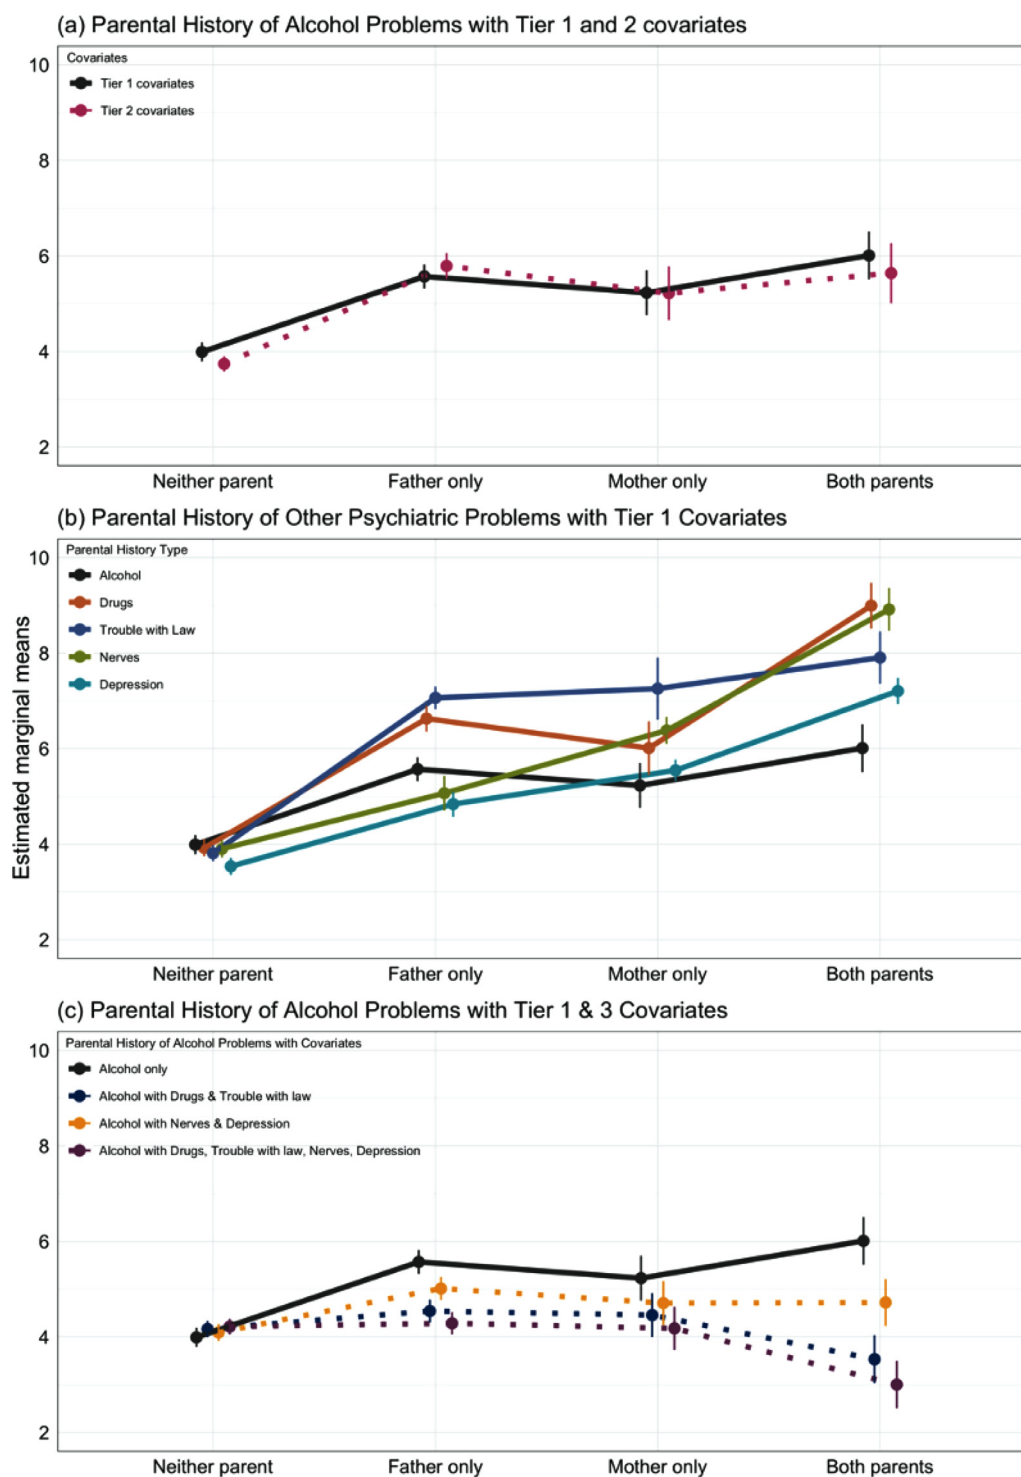 (a) Parental History of Alcohol Problems with Tier 1 and 2 covariates
10
Covariates
Tier 1 covariates
Tier 2 covariates
8
6
4
2
Neither parent Father only Mother only Both parents
(b) Parental History of Other Psychiatric Problems with Tier 1 Covariates
10
Parental History Type
Alcohol
Drugs
Trouble with Law
Nerves
Depression
8
6
4
2
Estimated marginal means
Neither parent Father only Mother only Both parents
(c) Parental History of Alcohol Problems with Tier 1 & 3 Covariates
10
Parental History of Alcohol Problems with Covariates
Alcohol only
Alcohol with Drugs & Trouble with law
Alcohol with Nerves & Depression
Alcohol with Drugs, Trouble with law, Nerves, Depression
8
6
4
2
Neither parent Father only Mother only Both parents